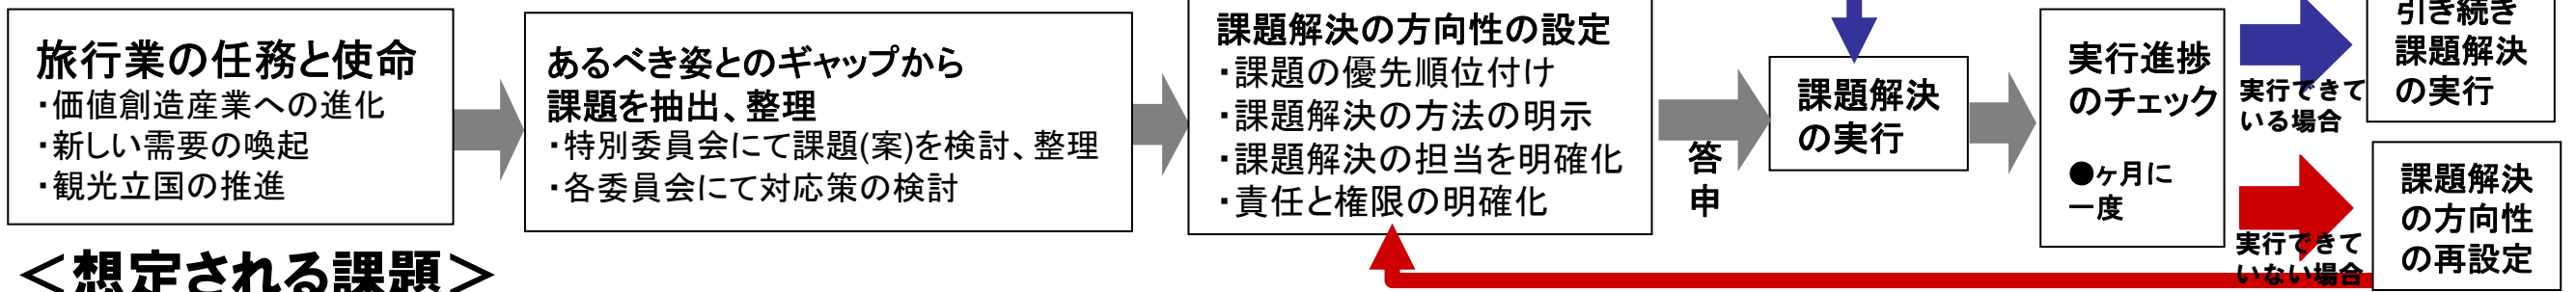 旅行業の任務と使命
・価値創造産業への進化
・新しい需要の喚起
・観光立国の推進
あるべき姿とのギャップから
課題を抽出、整理
・特別委員会にて課題(案)を検討、整理
・各委員会にて対応策の検討
課題解決の方向性の設定
・課題の優先順位付け
・課題解決の方法の明示
・課題解決の担当を明確化
・責任と権限の明確化
答
申
課題解決
の実行
実行進捗
のチェック
●ヶ月に
一度
実行できて
いる場合
引き続き
課題解決
の実行
実行できて
いない場合
課題解決
の方向性
の再設定
＜想定される課題＞